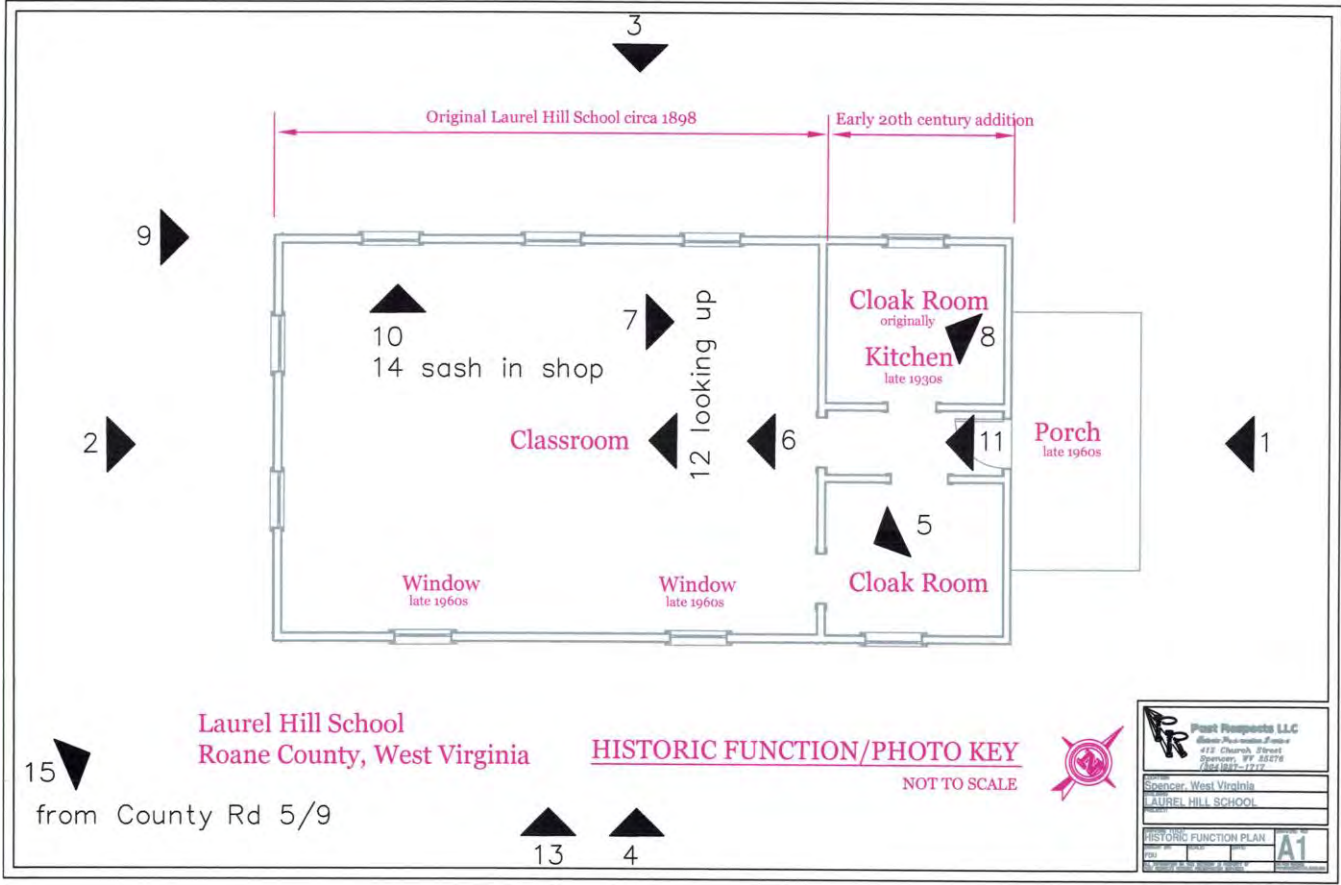 3
Original Laurel Hill School circa 1898
Early 20th century addition
9
10
14 sash in shop
7
12 looking up
Cloak Room
originally
Kitchen
late 1930s
8
2
Classroom
6
11
Porch
late 1960s
1
5
Cloak Room
Window
late 1960s
Window
late 1960s
Laurel Hill School
Roane County, West Virginia
HISTORIC FUNCTION/PHOTO KEY
NOT TO SCALE
15
from County Rd 5/9
13
4
N
Past Respects LLC
412 Church Street
Spencer, WV 25276
(304)927-1717
Spencer, West Virginia
LAUREL HILL SCHOOL
HISTORIC FUNCTION PLAN
A1